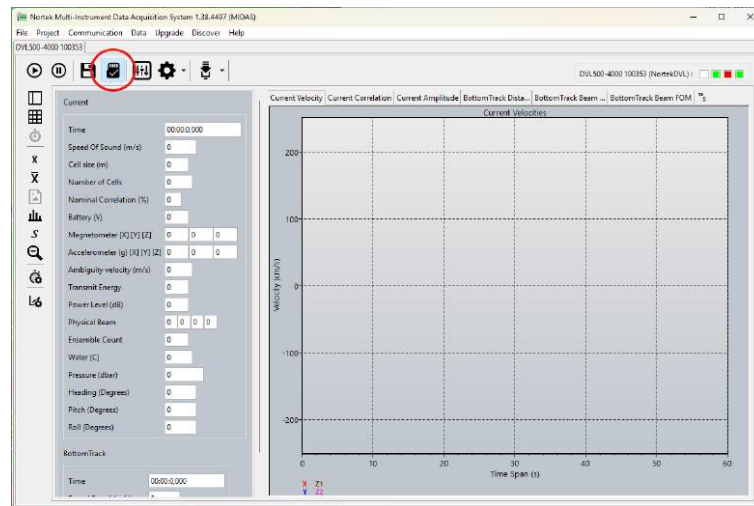 Nortek Multi-Instrument Data Acquisition System 1.38.4497 (MIDAS)
File Project Communication Data Upgrade Discover Help
DVL500-4000 100353
DVL500-4000 100353 (NortekDVL) :
Current
Time 00:00:0,000
Speed Of Sound (m/s) 0
Cell size (m) 0
Number of Cells 0
Nominal Correlation (%) 0
Battery (V) 0
Magnetometer [X] [Y] [Z] 0 0 0
Accelerometer (g) [X] [Y] [Z] 0 0 0
Ambiguity velocity (m/s) 0
Transmit Energy 0
Power Level (dB) 0
Physical Beam 0 0 0 0
Ensemble Count 0
Water (C) 0
Pressure (dbar) 0
Heading (Degrees) 0
Pitch (Degrees) 0
Roll (Degrees) 0
BottomTrack
Time 00:00:0,000
Current Velocity Current Correlation Current Amplitude BottomTrack Dista... BottomTrack Beam ... BottomTrack Beam FOM
Current Velocities
200
100
0
-100
-200
Velocity (cm/s)
0 10 20 30 40 50 60
Time Span (s)
X Z1
Y Z2